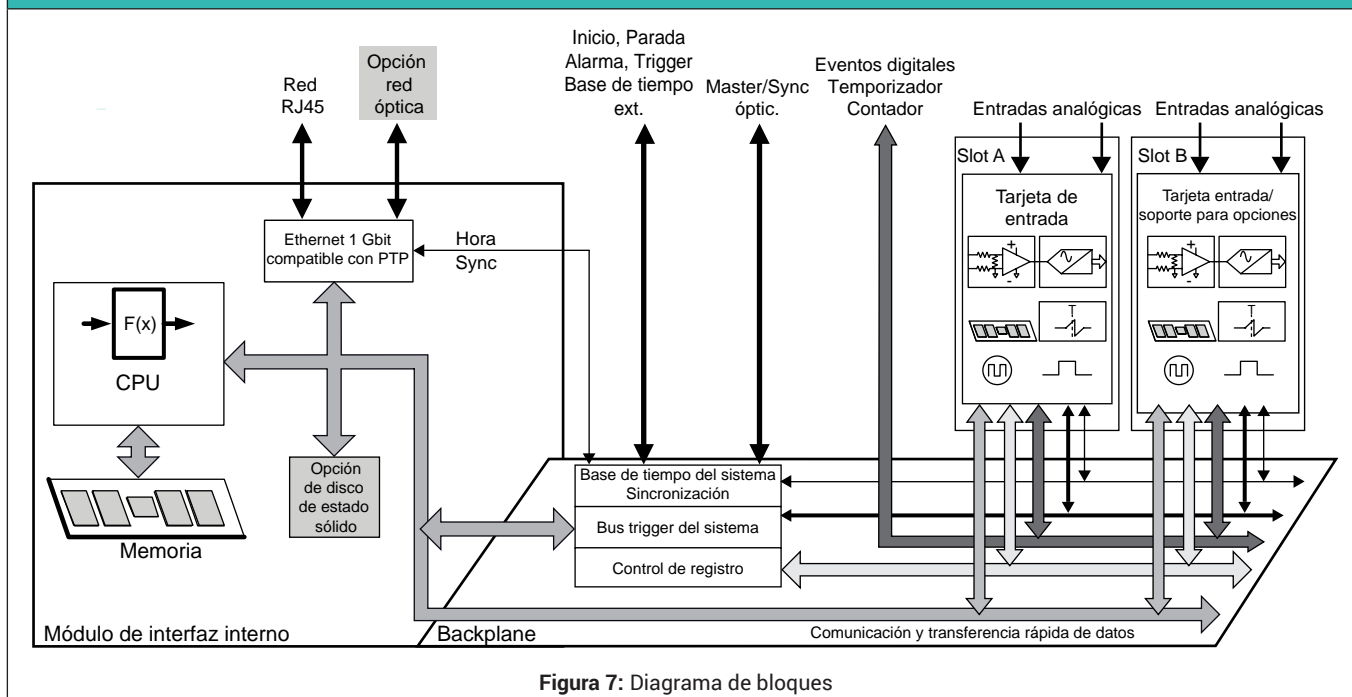 Inicio, Parada
Alarma, Trigger
Base de tiempo
ext.
Opción
red
óptica
Red
RJ45
Master/Sync
óptic.
Eventos digitales
Temporizador
Contador
Entradas analógicas
Entradas analógicas
Slot A
Slot B
Tarjeta de
entrada
Tarjeta entrada/
soporte para opciones
Ethernet 1 Gbit
compatible con PTP
Hora
Sync
F(x)
CPU
T
T
Memoria
Opción
de disco
de estado
sólido
Base de tiempo del sistema
Sincronización
Bus trigger del sistema
Control de registro
Módulo de interfaz interno
Backplane
Comunicación y transferencia rápida de datos
Figura 7: Diagrama de bloques